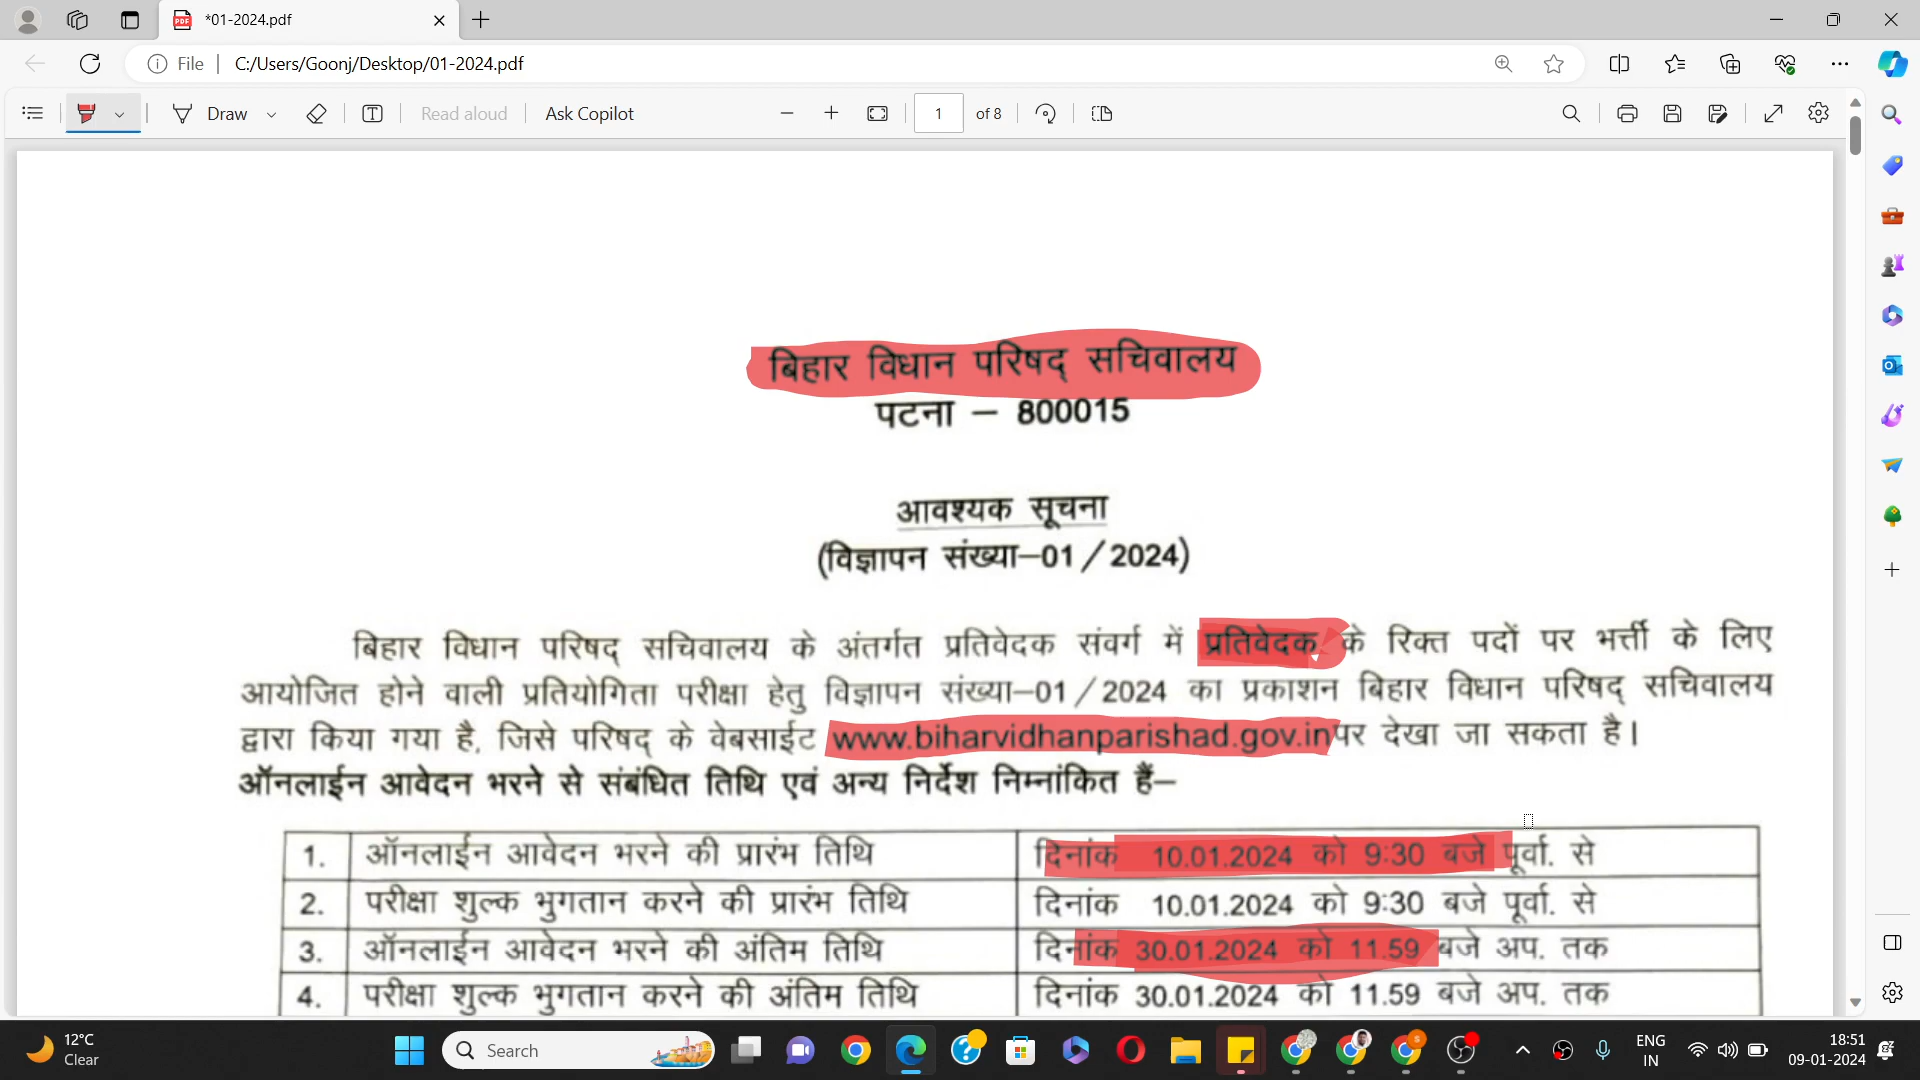 *01-2024.pdf
File
C:/Users/Goonj/Desktop/01-2024.pdf
Draw
Read aloud
Ask Copilot
1
of 8
बिहार विधान परिषद् सचिवालय
पटना – 800015
आवश्यक सूचना
(विज्ञापन संख्या–01/2024)
बिहार विधान परिषद् सचिवालय के अंतर्गत प्रतिवेदक संवर्ग में प्रतिवेदक के रिक्त पदों पर भर्त्ती के लिए
आयोजित होने वाली प्रतियोगिता परीक्षा हेतु विज्ञापन संख्या–01/2024 का प्रकाशन बिहार विधान परिषद् सचिवालय
द्वारा किया गया है, जिसे परिषद् के वेबसाईट www.biharvidhanparishad.gov.in पर देखा जा सकता है।
ऑनलाईन आवेदन भरने से संबंधित तिथि एवं अन्य निर्देश निम्नांकित हैं–
1. ऑनलाईन आवेदन भरने की प्रारंभ तिथि दिनांक 10.01.2024 को 9:30 बजे पूर्वा. से
2. परीक्षा शुल्क भुगतान करने की प्रारंभ तिथि दिनांक 10.01.2024 को 9:30 बजे पूर्वा. से
3. ऑनलाईन आवेदन भरने की अंतिम तिथि दिनांक 30.01.2024 को 11.59 बजे अप. तक
4. परीक्षा शुल्क भुगतान करने की अंतिम तिथि दिनांक 30.01.2024 को 11.59 बजे अप. तक
12°C
Clear
Search
ENG
IN
18:51
09-01-2024